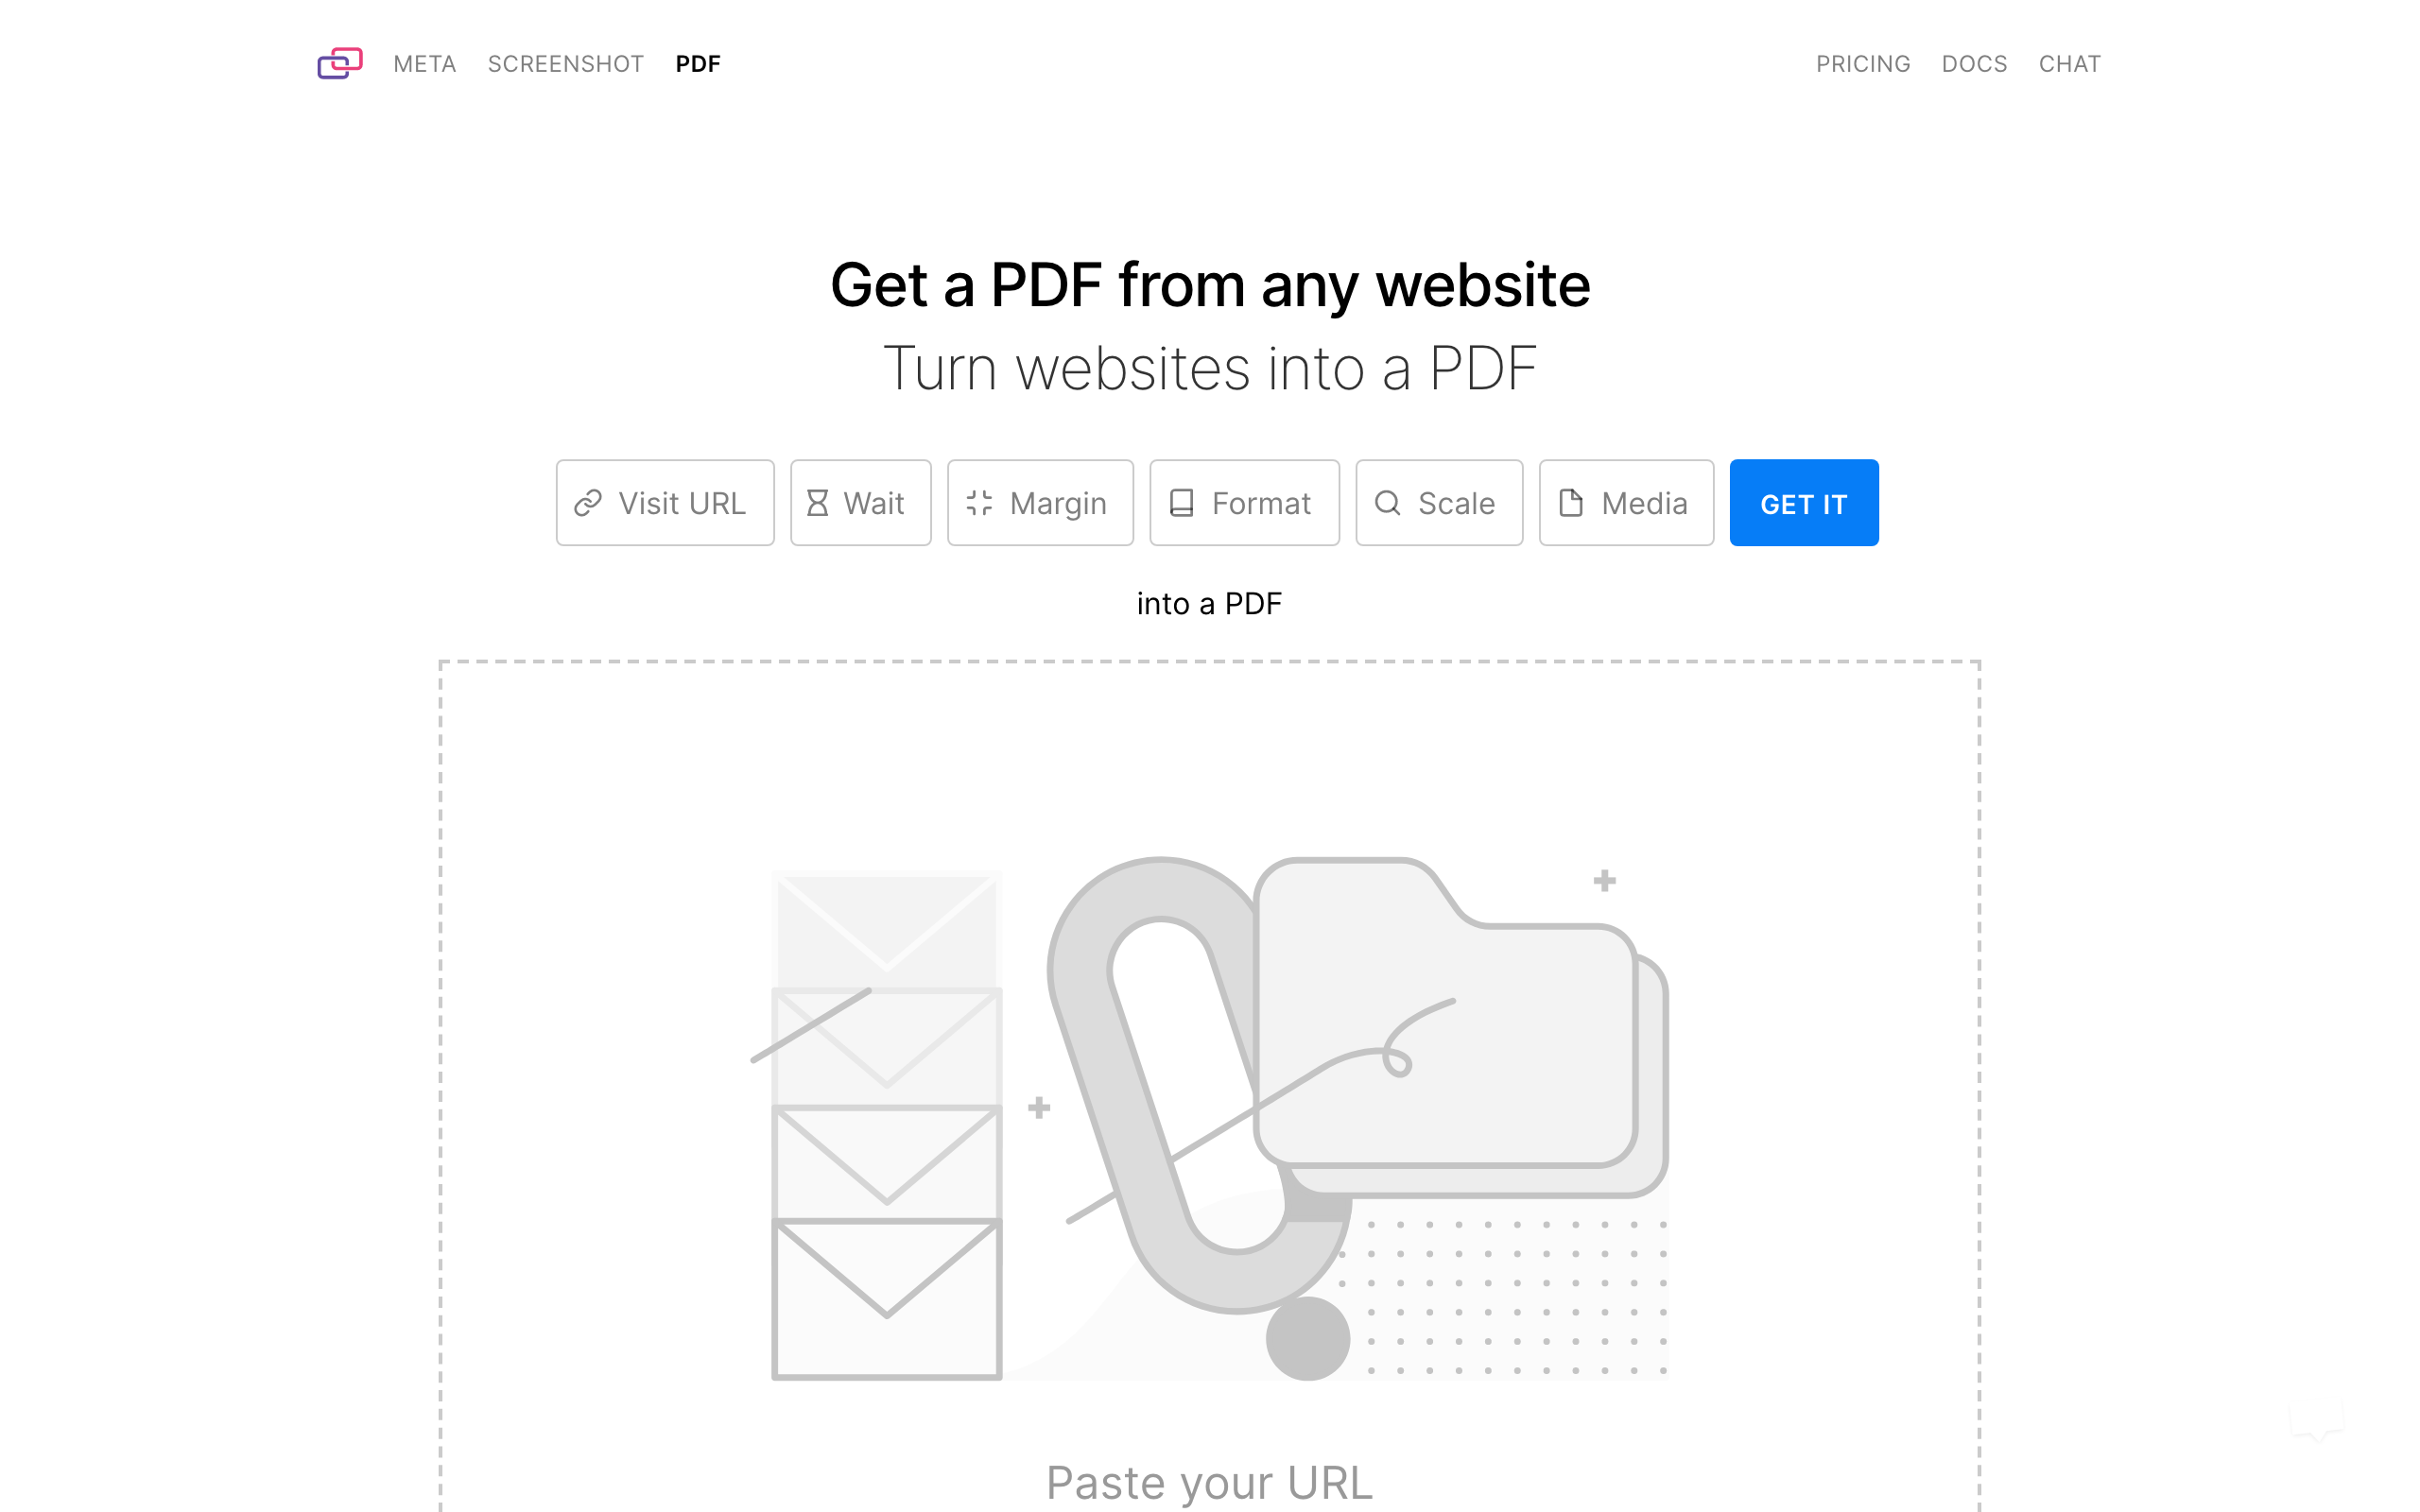 META SCREENSHOT PDF PRICING DOCS CHAT
Get a PDF from any website
Turn websites into a PDF
Visit URL Wait Margin Format Scale Media GET IT
into a PDF
Paste your URL